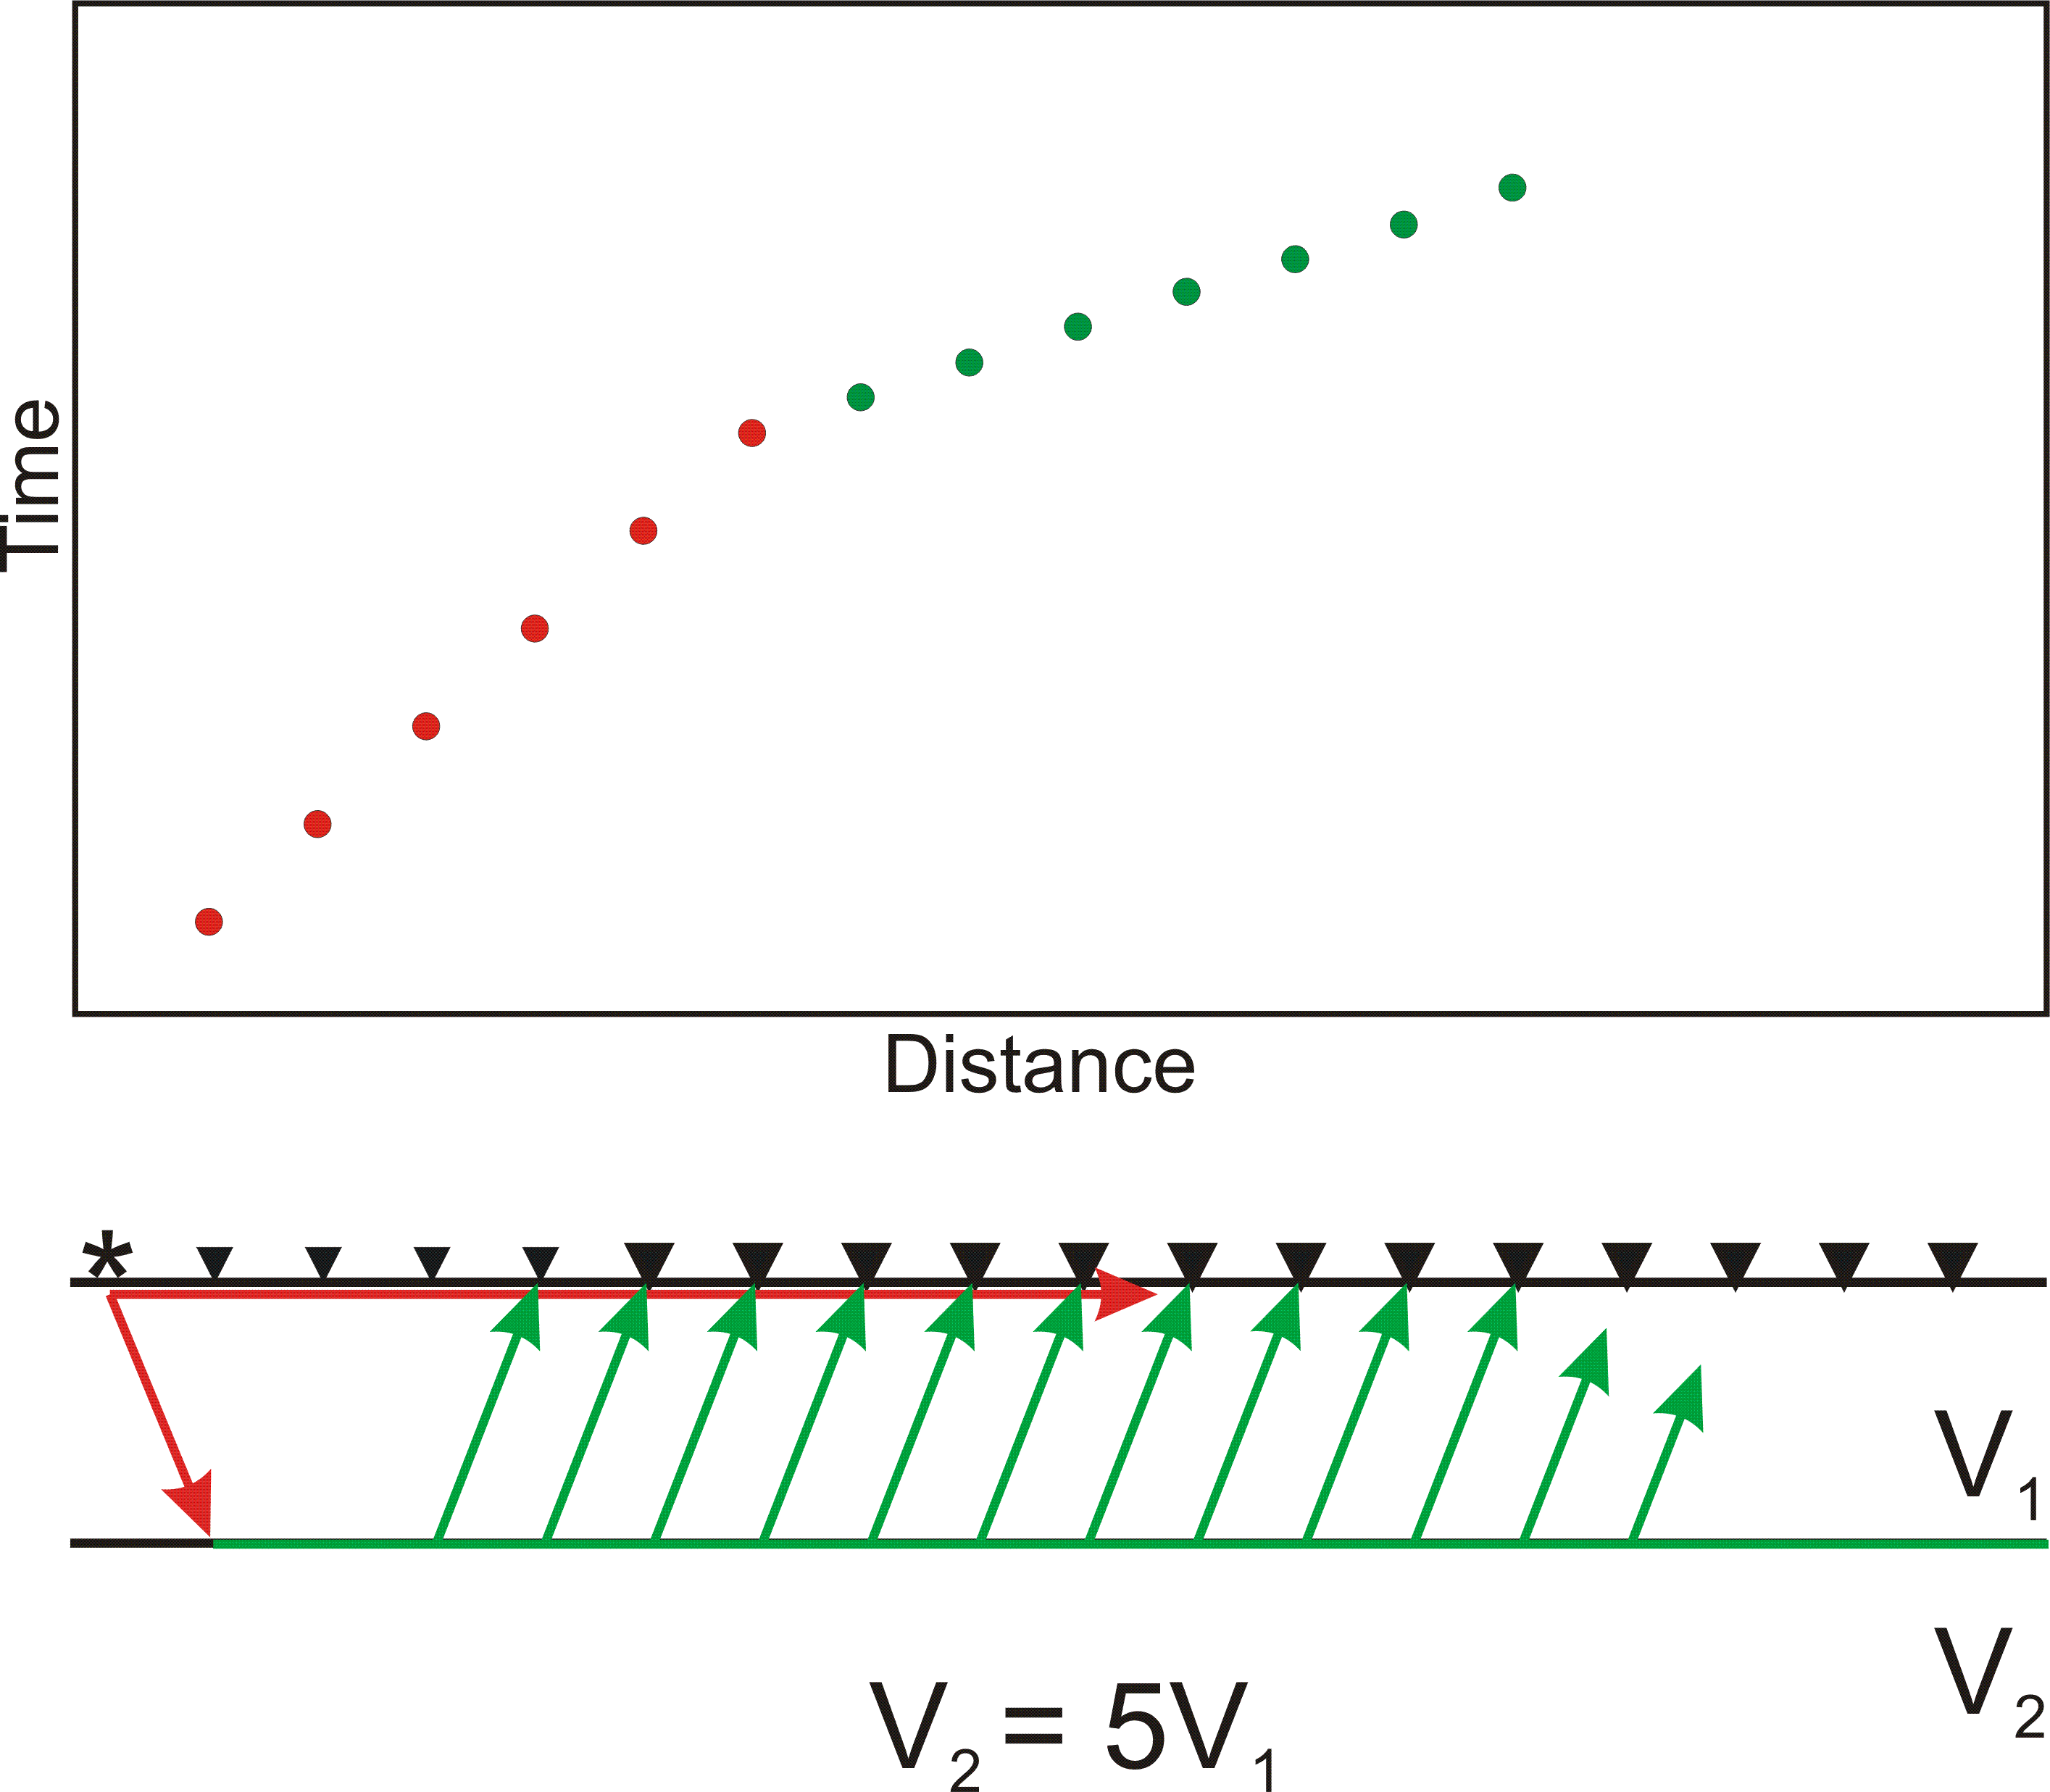 Time
Distance
*
V₁
V₂
V₂ = 5V₁